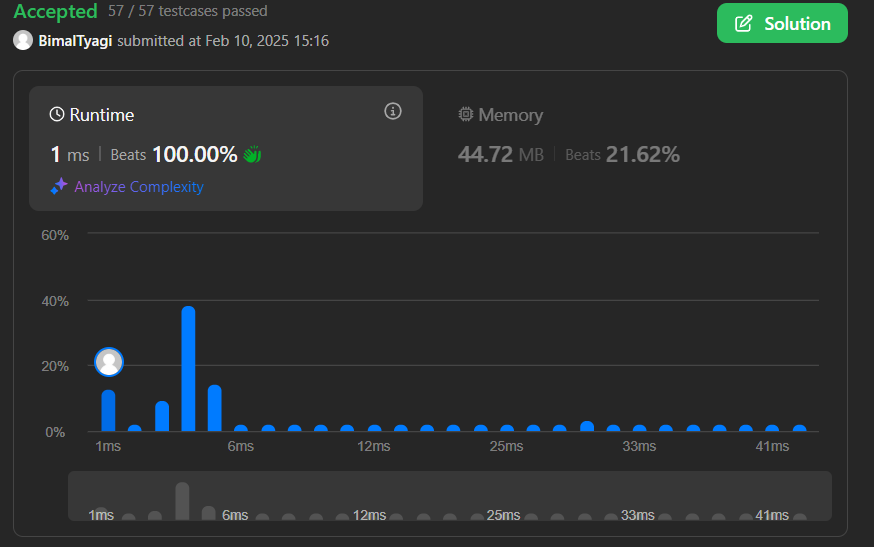 Accepted 57 / 57 testcases passed
Solution
BimalTyagi submitted at Feb 10, 2025 15:16
Runtime
Memory
1 ms | Beats 100.00%
44.72 MB | Beats 21.62%
Analyze Complexity
60%
40%
20%
0%
1ms 6ms 12ms 25ms 33ms 41ms
1ms 6ms 12ms 25ms 33ms 41ms